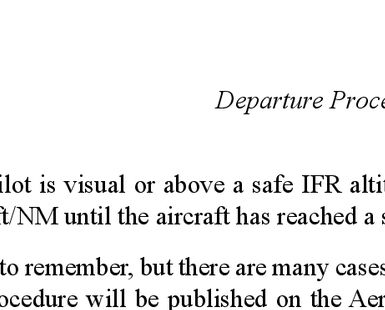 Departure Proce
ilot is visual or above a safe IFR altit
ft/NM until the aircraft has reached a s
to remember, but there are many cases
ocedure will be published on the Aer